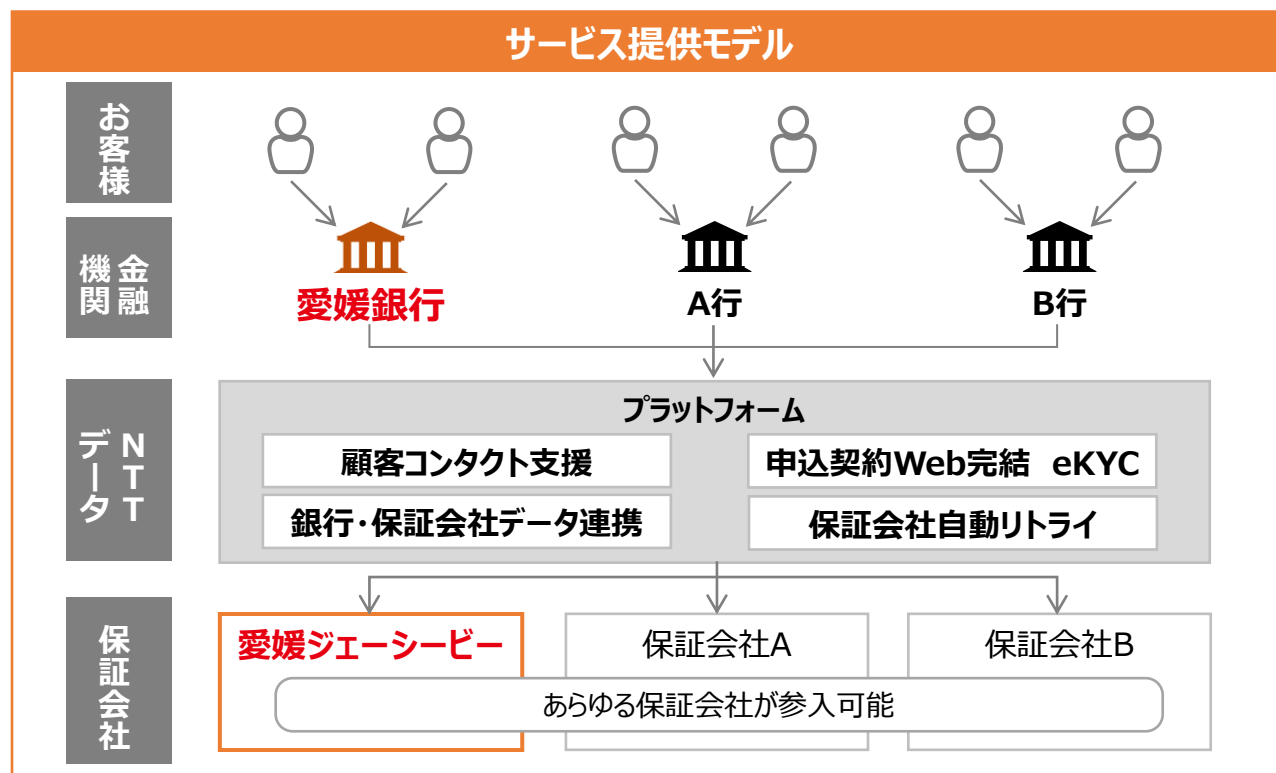 サービス提供モデル
お客様
金融機関
愛媛銀行
A行
B行
NTTデータ
プラットフォーム
顧客コンタクト支援
申込契約Web完結 eKYC
銀行・保証会社データ連携
保証会社自動リトライ
保証会社
愛媛ジェーシービー
保証会社A
保証会社B
あらゆる保証会社が参入可能